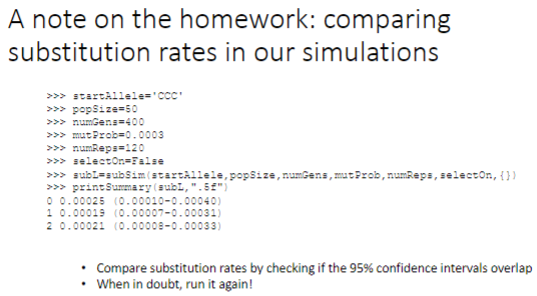 A note on the homework: comparing
substitution rates in our simulations
>>> startAllele='CCC'
>>> popSize=50
>>> numGens=400
>>> mutProb=0.0003
>>> numReps=120
>>> selectOn=False
>>> subL=subSim(startAllele,popSize,numGens,mutProb,numReps,selectOn,{})
>>> printSummary(subL,".5f")
0 0.00025 (0.00010-0.00040)
1 0.00019 (0.00007-0.00031)
2 0.00021 (0.00008-0.00033)
• Compare substitution rates by checking if the 95% confidence intervals overlap
• When in doubt, run it again!